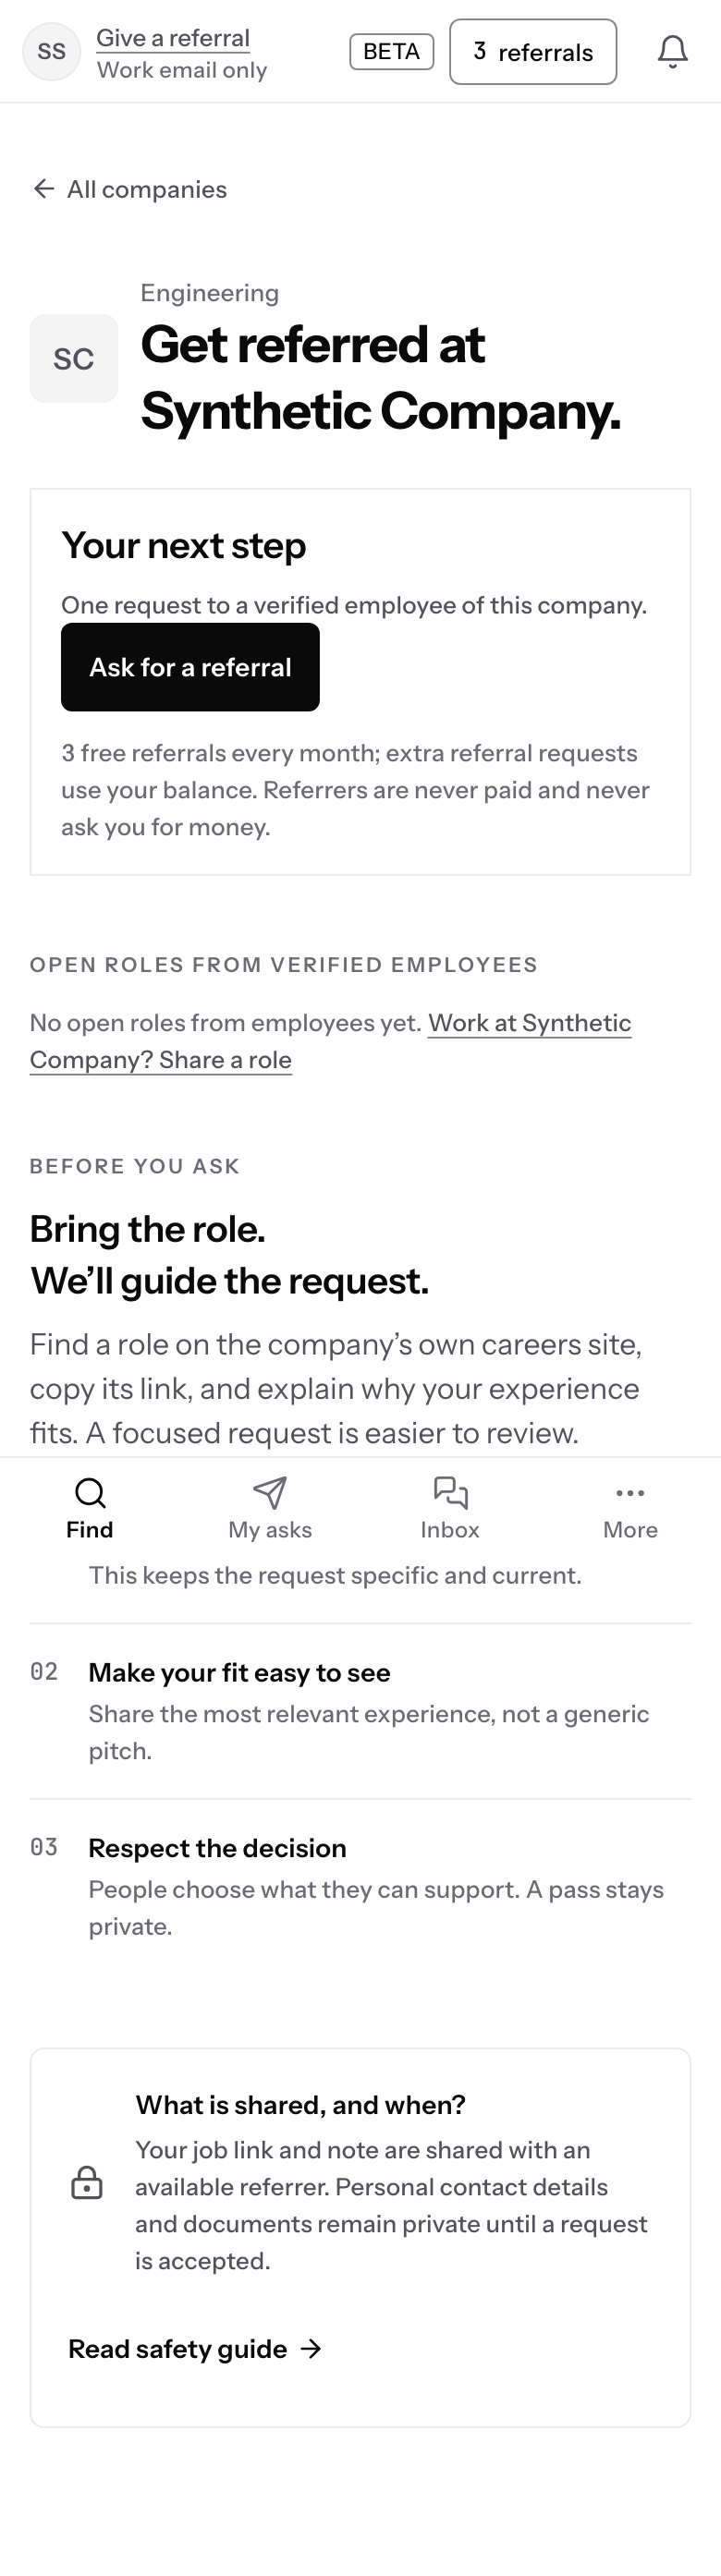 SS
Give a referral
Work email only
BETA
3 referrals
← All companies
Engineering
SC
Get referred at
Synthetic Company.
Your next step
One request to a verified employee of this company.
Ask for a referral
3 free referrals every month; extra referral requests
use your balance. Referrers are never paid and never
ask you for money.
OPEN ROLES FROM VERIFIED EMPLOYEES
No open roles from employees yet. Work at Synthetic
Company? Share a role
BEFORE YOU ASK
Bring the role.
We’ll guide the request.
Find a role on the company’s own careers site,
copy its link, and explain why your experience
fits. A focused request is easier to review.
Find
My asks
Inbox
More
This keeps the request specific and current.
02 Make your fit easy to see
Share the most relevant experience, not a generic
pitch.
03 Respect the decision
People choose what they can support. A pass stays
private.
What is shared, and when?
Your job link and note are shared with an
available referrer. Personal contact details
and documents remain private until a request
is accepted.
Read safety guide →